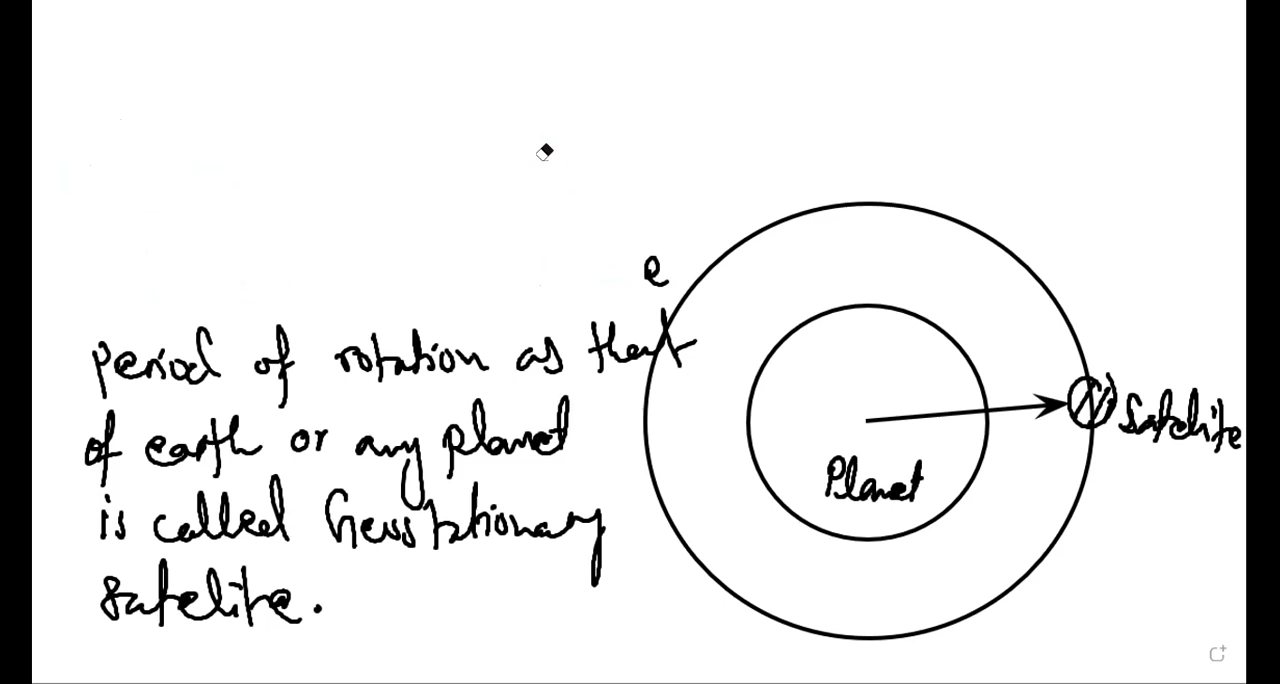 e
period of rotation as that
of earth or any planet
is called Geostationary
satelite.
Planet
Satelite